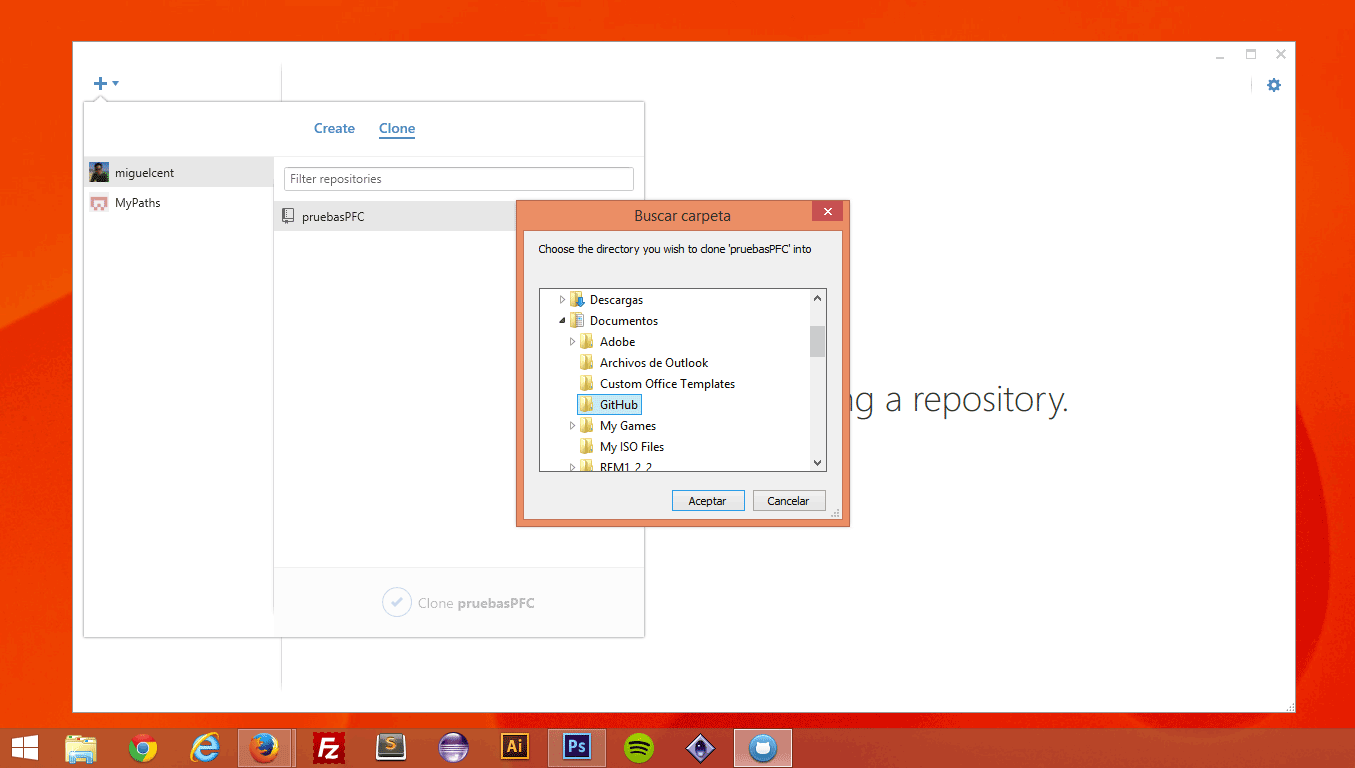 Create Clone
miguelcent
MyPaths
Filter repositories
pruebasPFC
Buscar carpeta
Choose the directory you wish to clone 'pruebasPFC' into
Descargas
Documentos
Adobe
Archivos de Outlook
Custom Office Templates
GitHub
My Games
My ISO Files
REM1_2_2
Aceptar Cancelar
g a repository.
Clone pruebasPFC
Fz
S
Ai
Ps